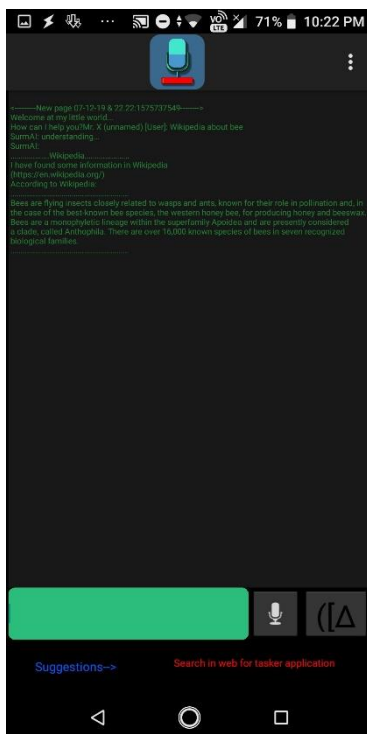 VO
LTE
71% 10:22 PM
<-------New page 07-12-19 & 22:22:1575737549------->
Welcome at my little world...
How can I help you?Mr. X (unnamed) [User]: Wikipedia about bee
SurmAI: understanding...
SurmAI:
..................Wikipedia....................
I have found some information in Wikipedia
(https://en.wikipedia.org/)
According to Wikipedia:
Bees are flying insects closely related to wasps and ants, known for their role in pollination and, in
the case of the best-known bee species, the western honey bee, for producing honey and beeswax.
Bees are a monophyletic lineage within the superfamily Apoidea and are presently considered
a clade, called Anthophila. There are over 16,000 known species of bees in seven recognized
biological families.
([Δ
Suggestions-->
Search in web for tasker application